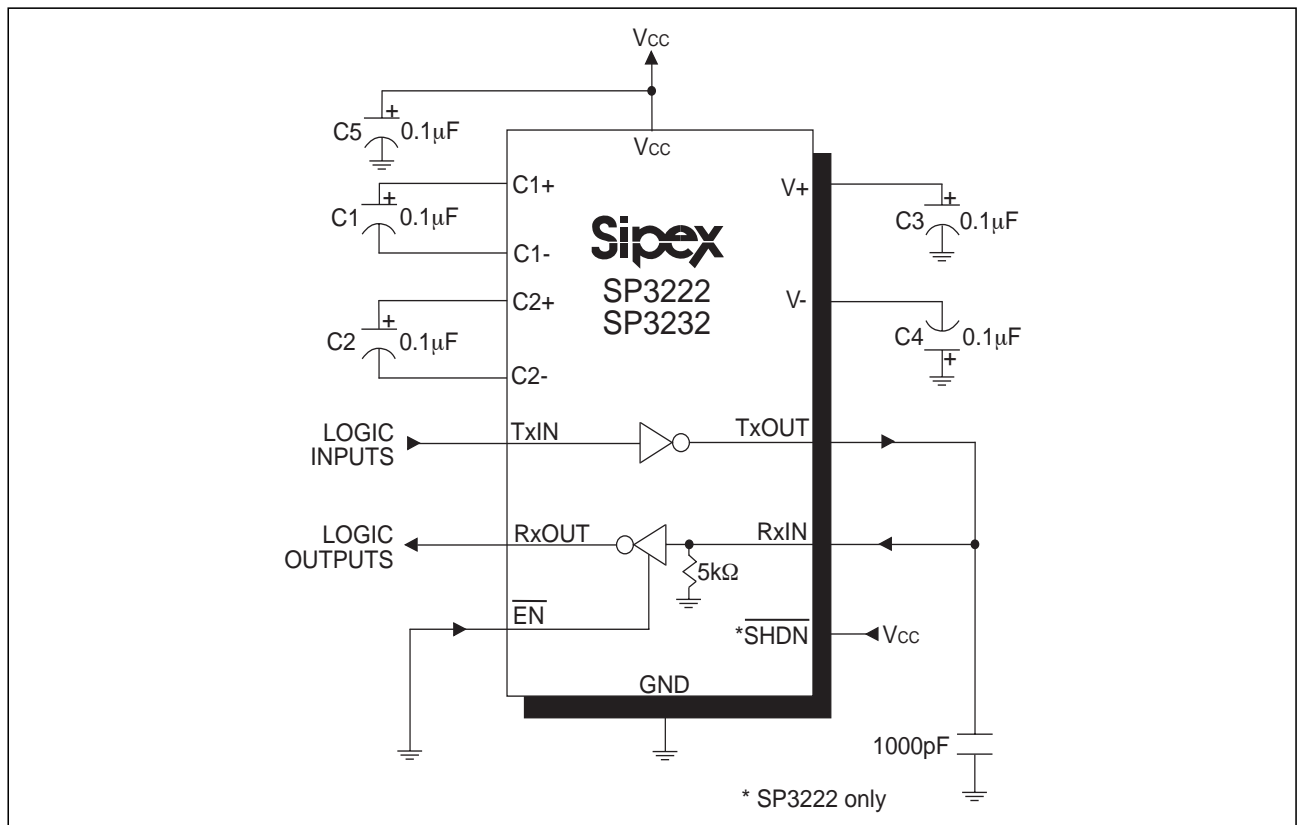 Vcc
C5
+
0.1μF
Vcc
C1+
C1
+
0.1μF
C1-
C2+
C2
+
0.1μF
C2-
Sipex
SP3222
SP3232
V+
C3
+
0.1μF
V-
C4
0.1μF
+
LOGIC
INPUTS
TxIN
TxOUT
LOGIC
OUTPUTS
RxOUT
RxIN
5kΩ
EN
*SHDN
Vcc
GND
1000pF
* SP3222 only